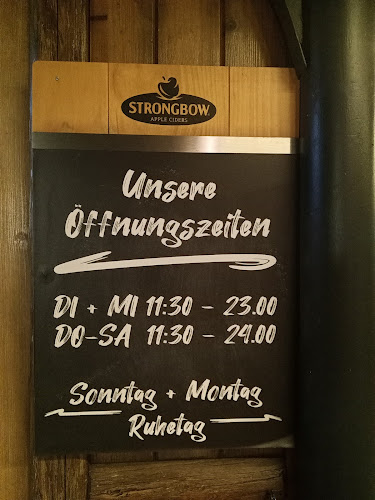 STRONGBOW
APPLE CIDERS
Unsere
Öffnungszeiten
DI + MI 11:30 - 23.00
DO-SA 11:30 - 24.00
Sonntag + Montag
Ruhetag